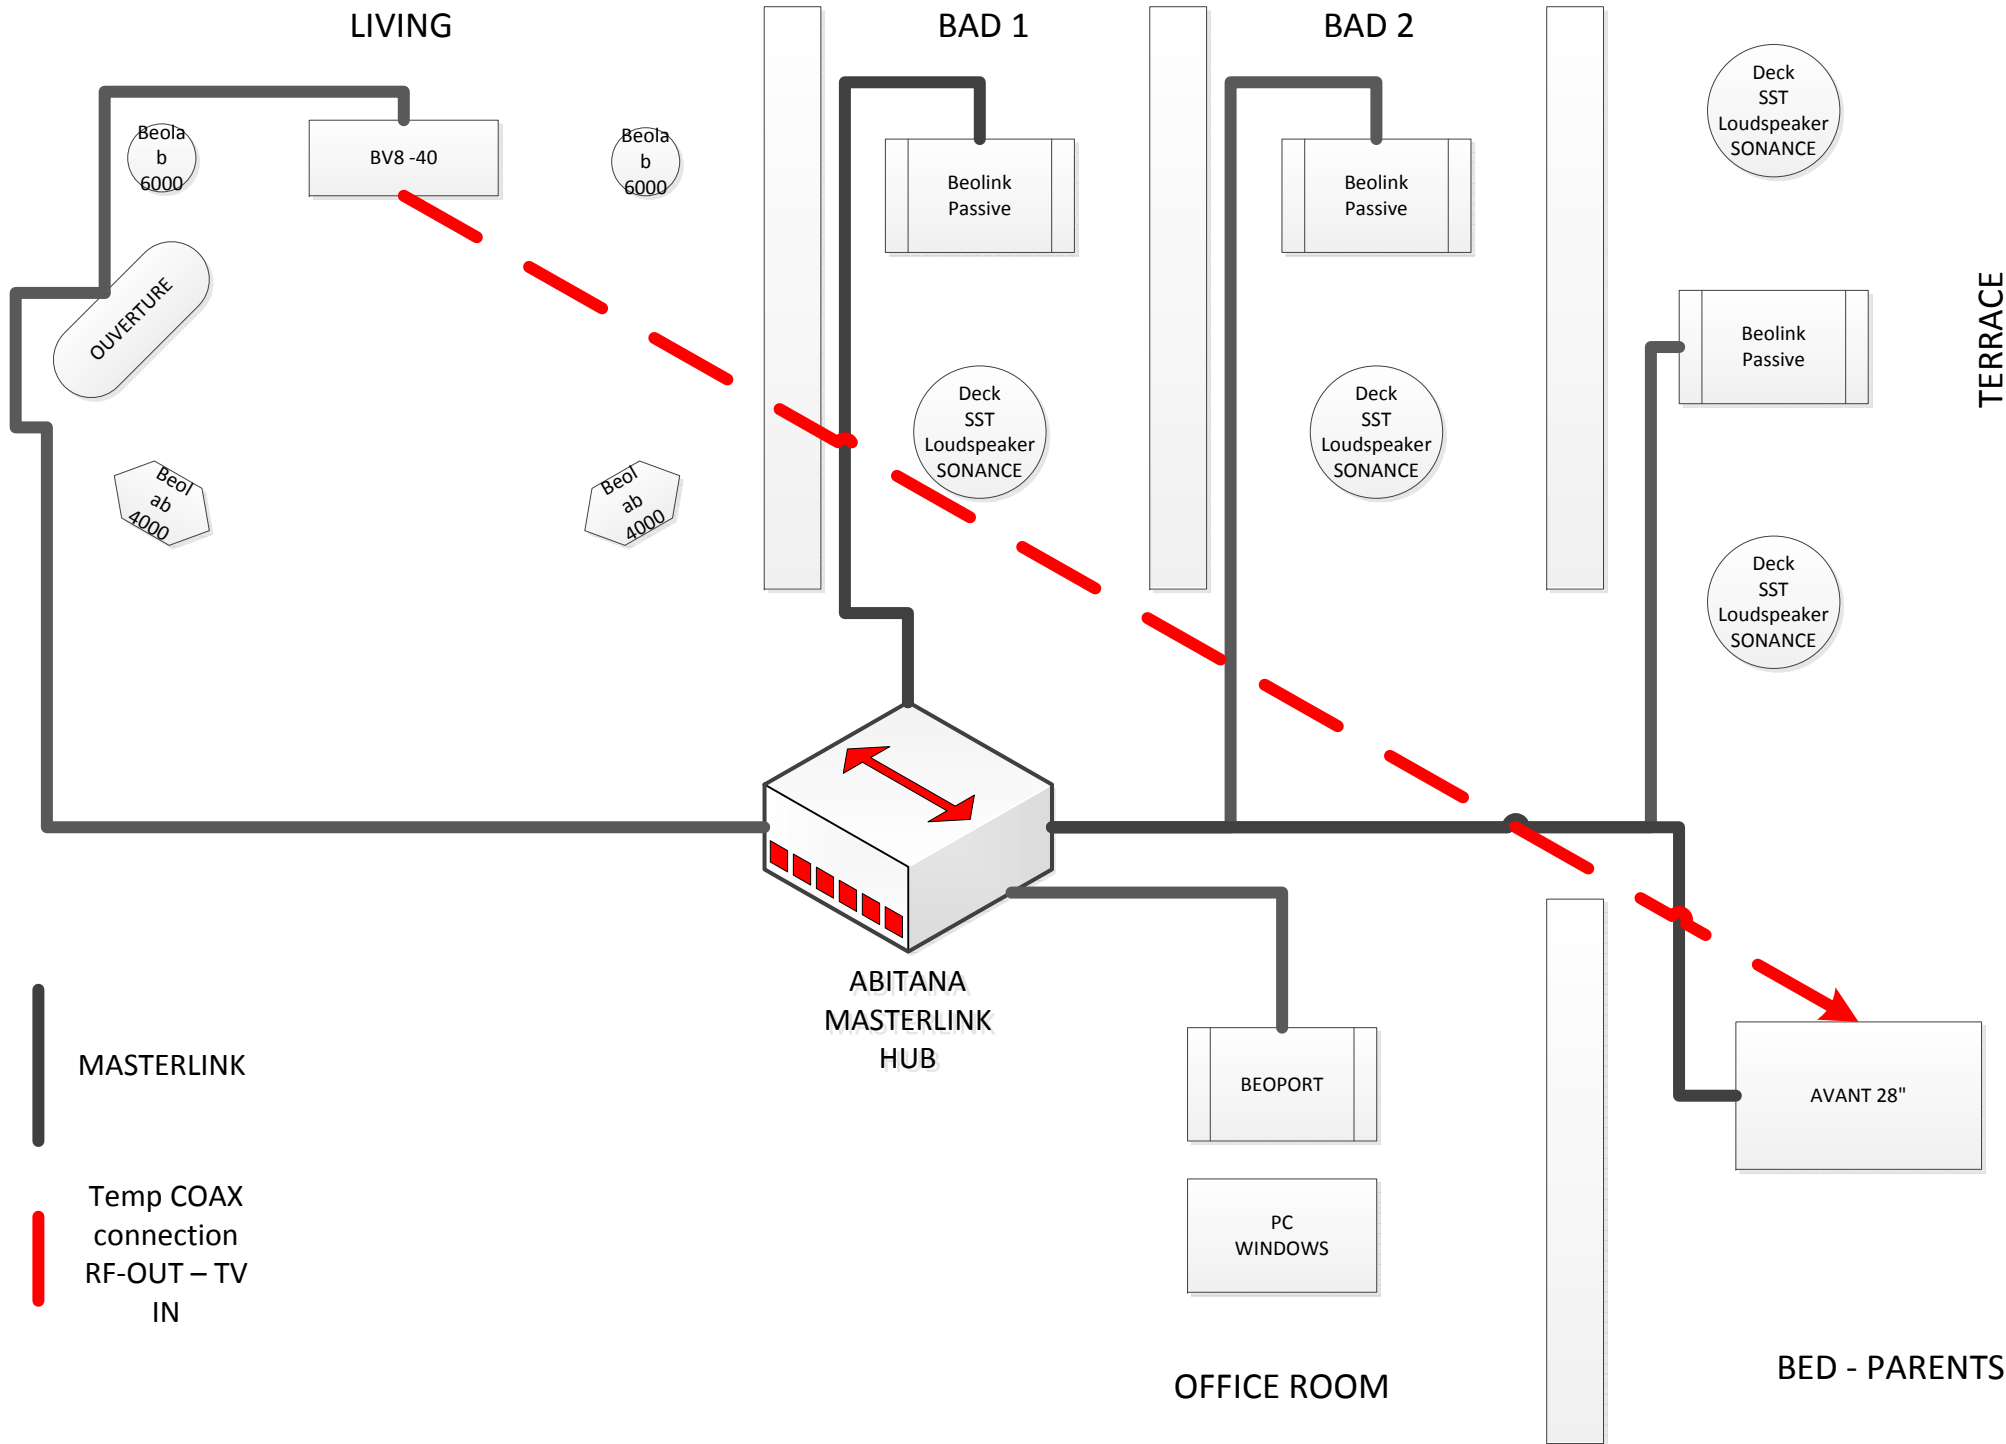 LIVING
BAD 1
BAD 2
Beola
b
6000
BV8 -40
Beola
b
6000
Beolink
Passive
Beolink
Passive
Deck
SST
Loudspeaker
SONANCE
OUVERTURE
Beolink
Passive
TERRACE
Deck
SST
Loudspeaker
SONANCE
Deck
SST
Loudspeaker
SONANCE
Beol
ab
4000
Beol
ab
4000
Deck
SST
Loudspeaker
SONANCE
ABITANA
MASTERLINK
HUB
MASTERLINK
BEOPORT
AVANT 28"
Temp COAX
connection
RF-OUT – TV
IN
PC
WINDOWS
OFFICE ROOM
BED - PARENTS